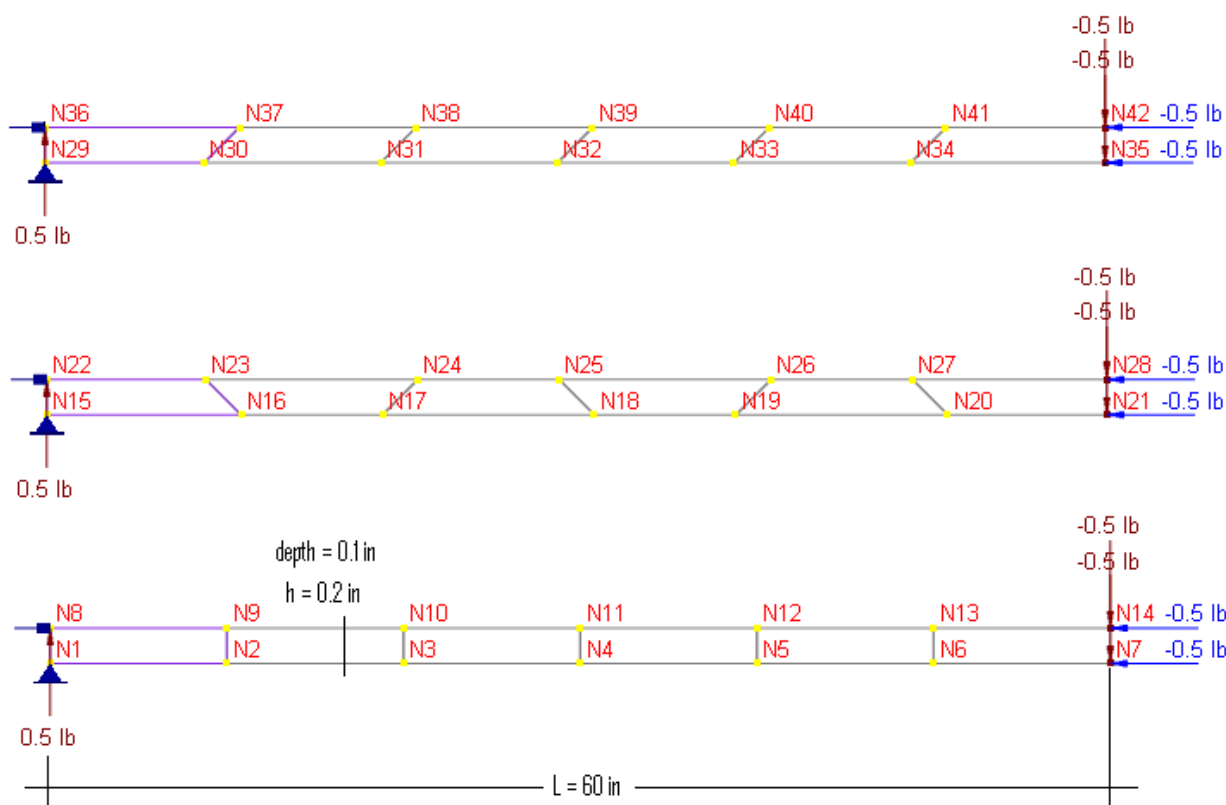 -0.5 lb
-0.5 lb
N36 N37 N38 N39 N40 N41 N42 -0.5 lb
N29 N30 N31 N32 N33 N34 N35 -0.5 lb
0.5 lb
-0.5 lb
-0.5 lb
N22 N23 N24 N25 N26 N27 N28 -0.5 lb
N15 N16 N17 N18 N19 N20 N21 -0.5 lb
0.5 lb
-0.5 lb
depth = 0.1 in
-0.5 lb
h = 0.2 in
N8 N9 N10 N11 N12 N13 N14 -0.5 lb
N1 N2 N3 N4 N5 N6 N7 -0.5 lb
0.5 lb
L = 60 in